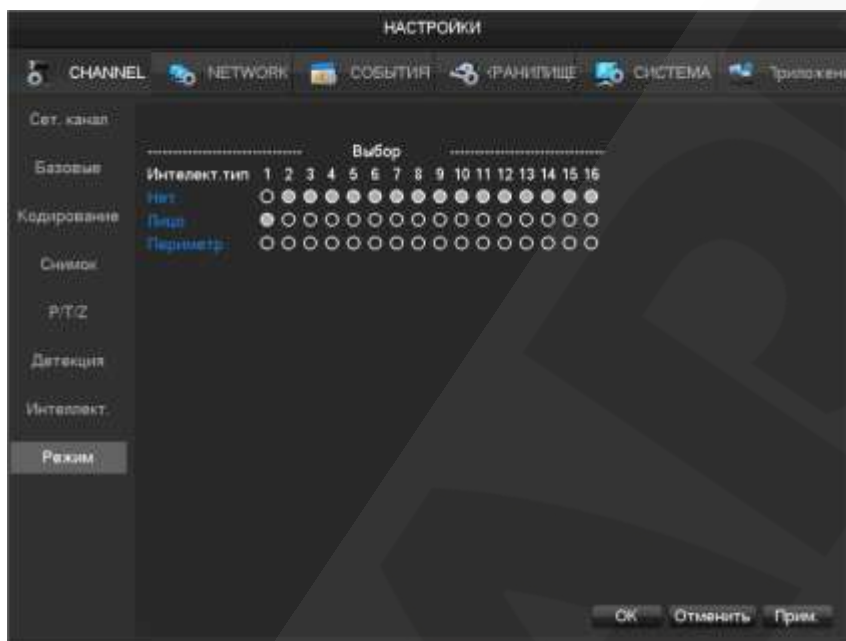 НАСТРОЙКИ
CHANNEL NETWORK СОБЫТИЯ ХРАНИЛИЩЕ СИСТЕМА Приложени
Сет. канал
Базовые
Кодирование
Снимок
P/T/Z
Детекция
Интеллект.
Режим
Выбор
Интелект.тип 1 2 3 4 5 6 7 8 9 10 11 12 13 14 15 16
Нет
Лицо
Периметр
OK Отменить Прим.